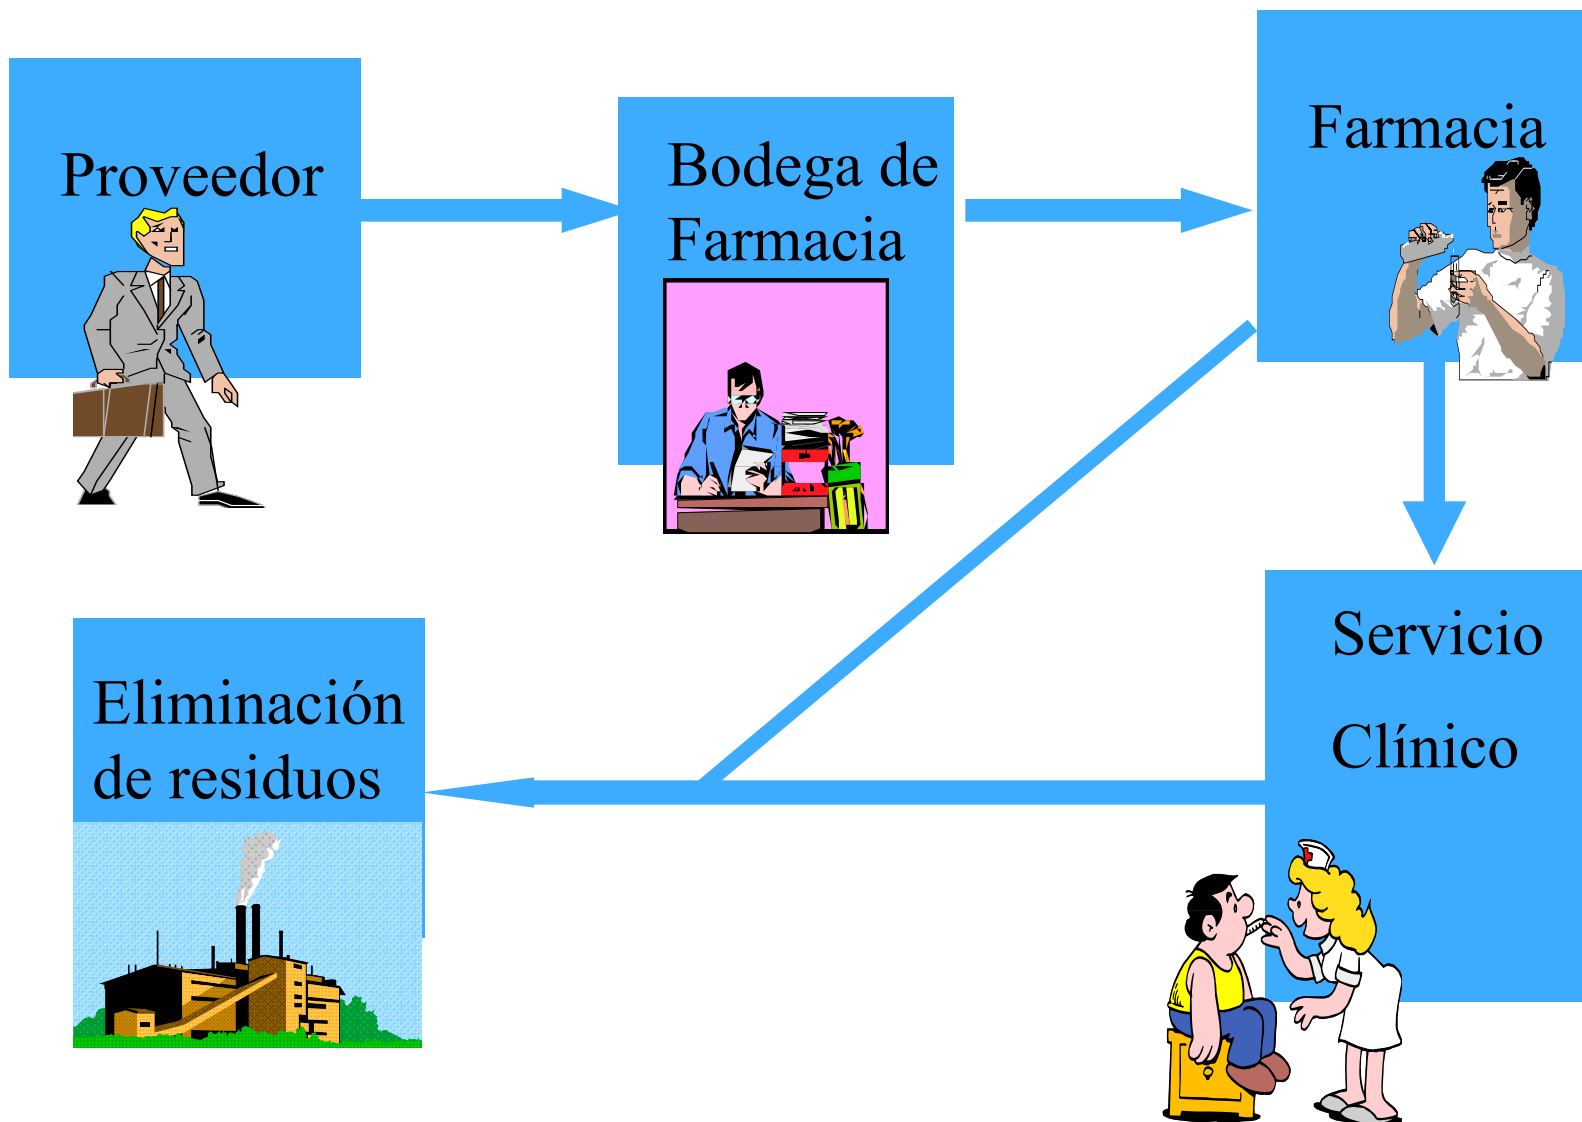 Proveedor
Bodega de
Farmacia
Farmacia
Servicio
Clínico
Eliminación
de residuos